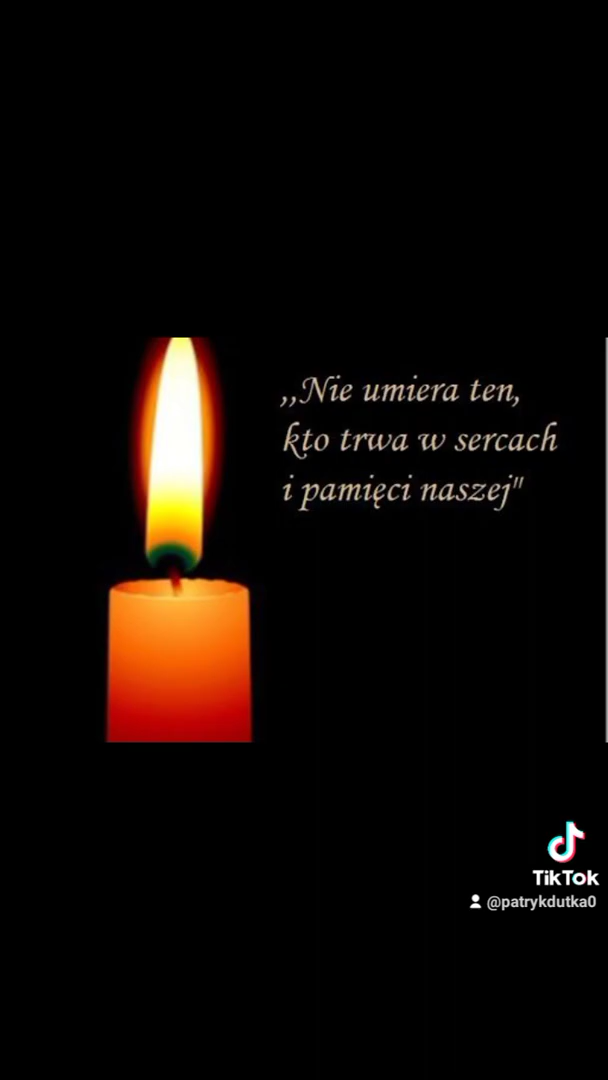 ,,Nie umiera ten,
kto trwa w sercach
i pamięci naszej"
TikTok
@patrykdutka0